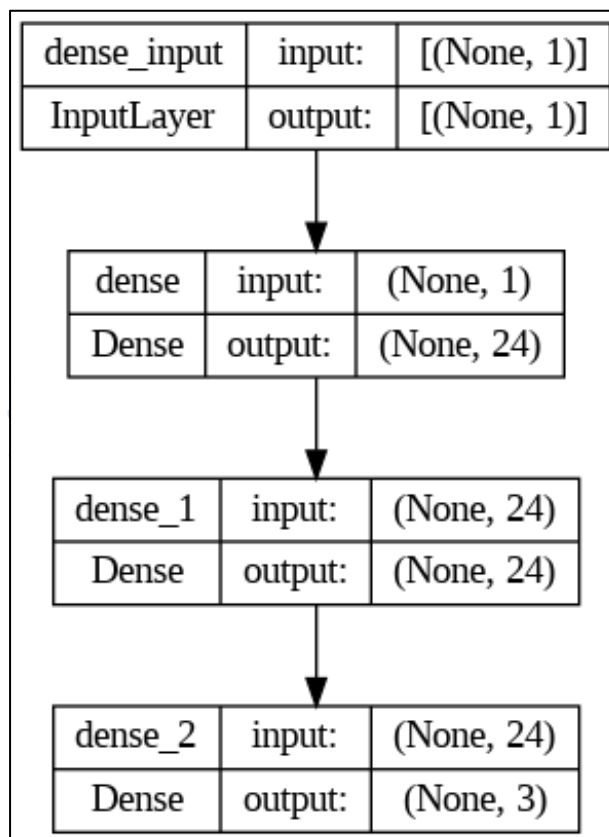 dense_input input: [(None, 1)]
InputLayer output: [(None, 1)]
dense input: (None, 1)
Dense output: (None, 24)
dense_1 input: (None, 24)
Dense output: (None, 24)
dense_2 input: (None, 24)
Dense output: (None, 3)